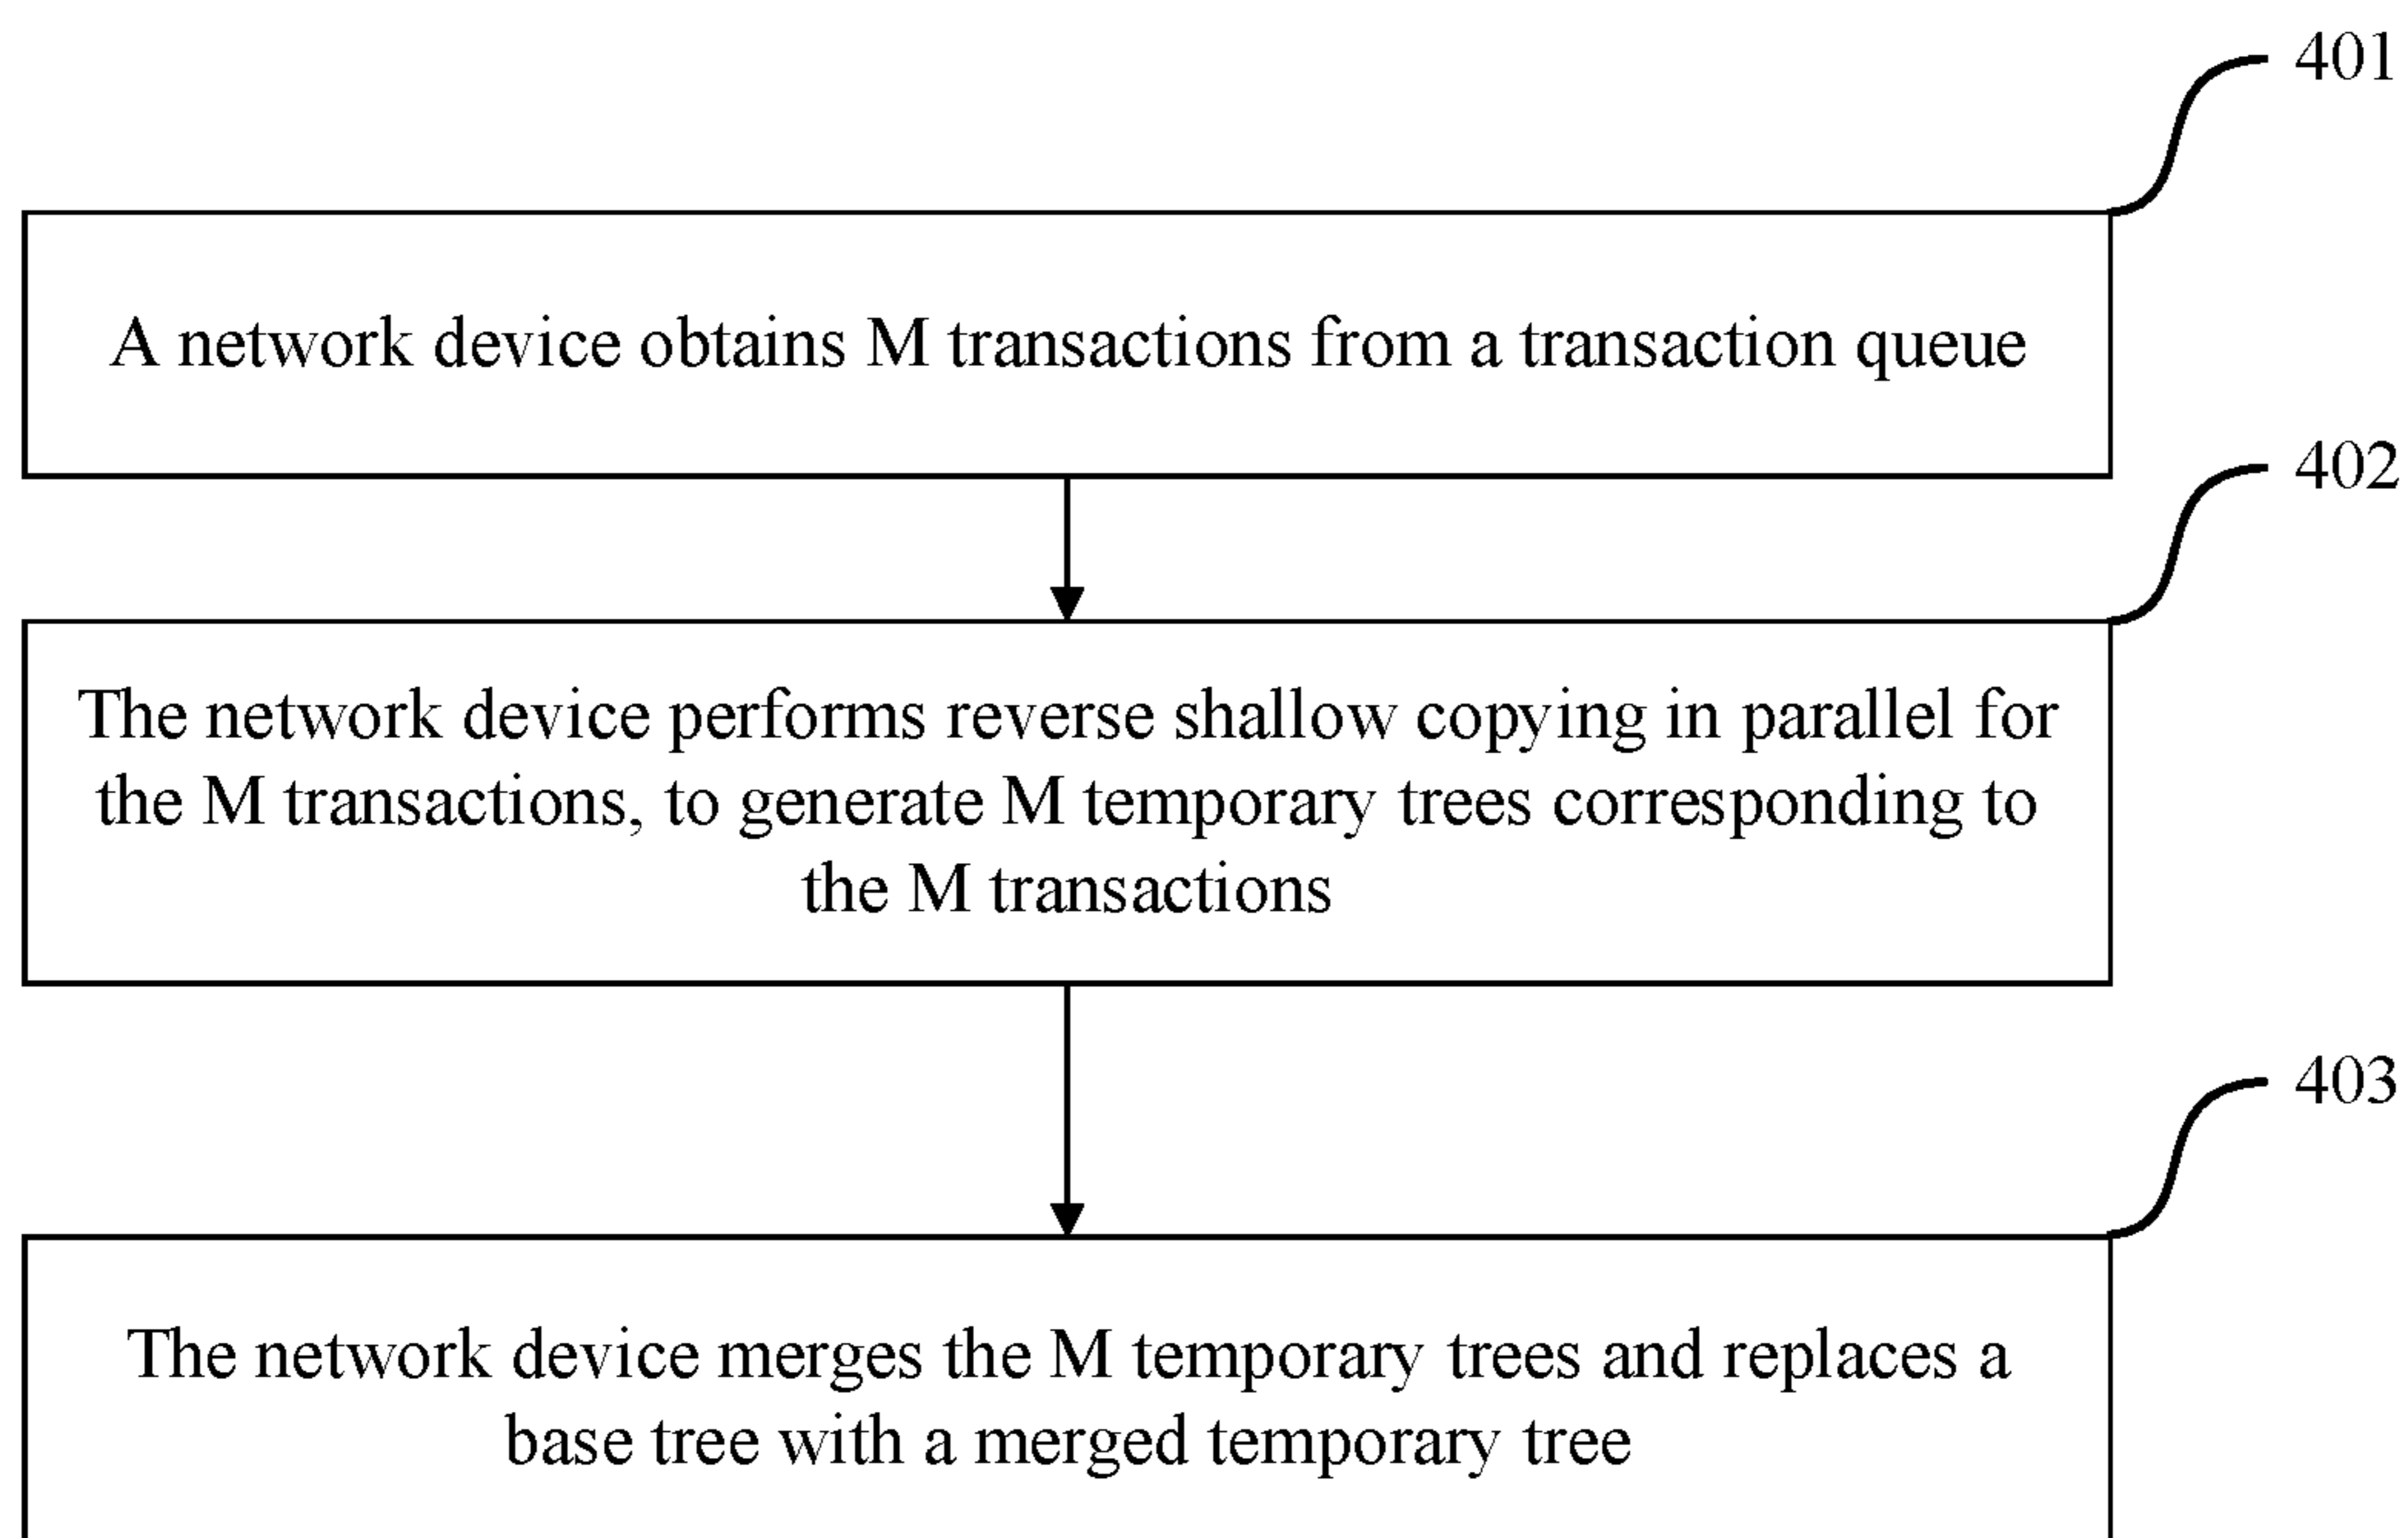 401
A network device obtains M transactions from a transaction queue
402
The network device performs reverse shallow copying in parallel for
the M transactions, to generate M temporary trees corresponding to
the M transactions
403
The network device merges the M temporary trees and replaces a
base tree with a merged temporary tree